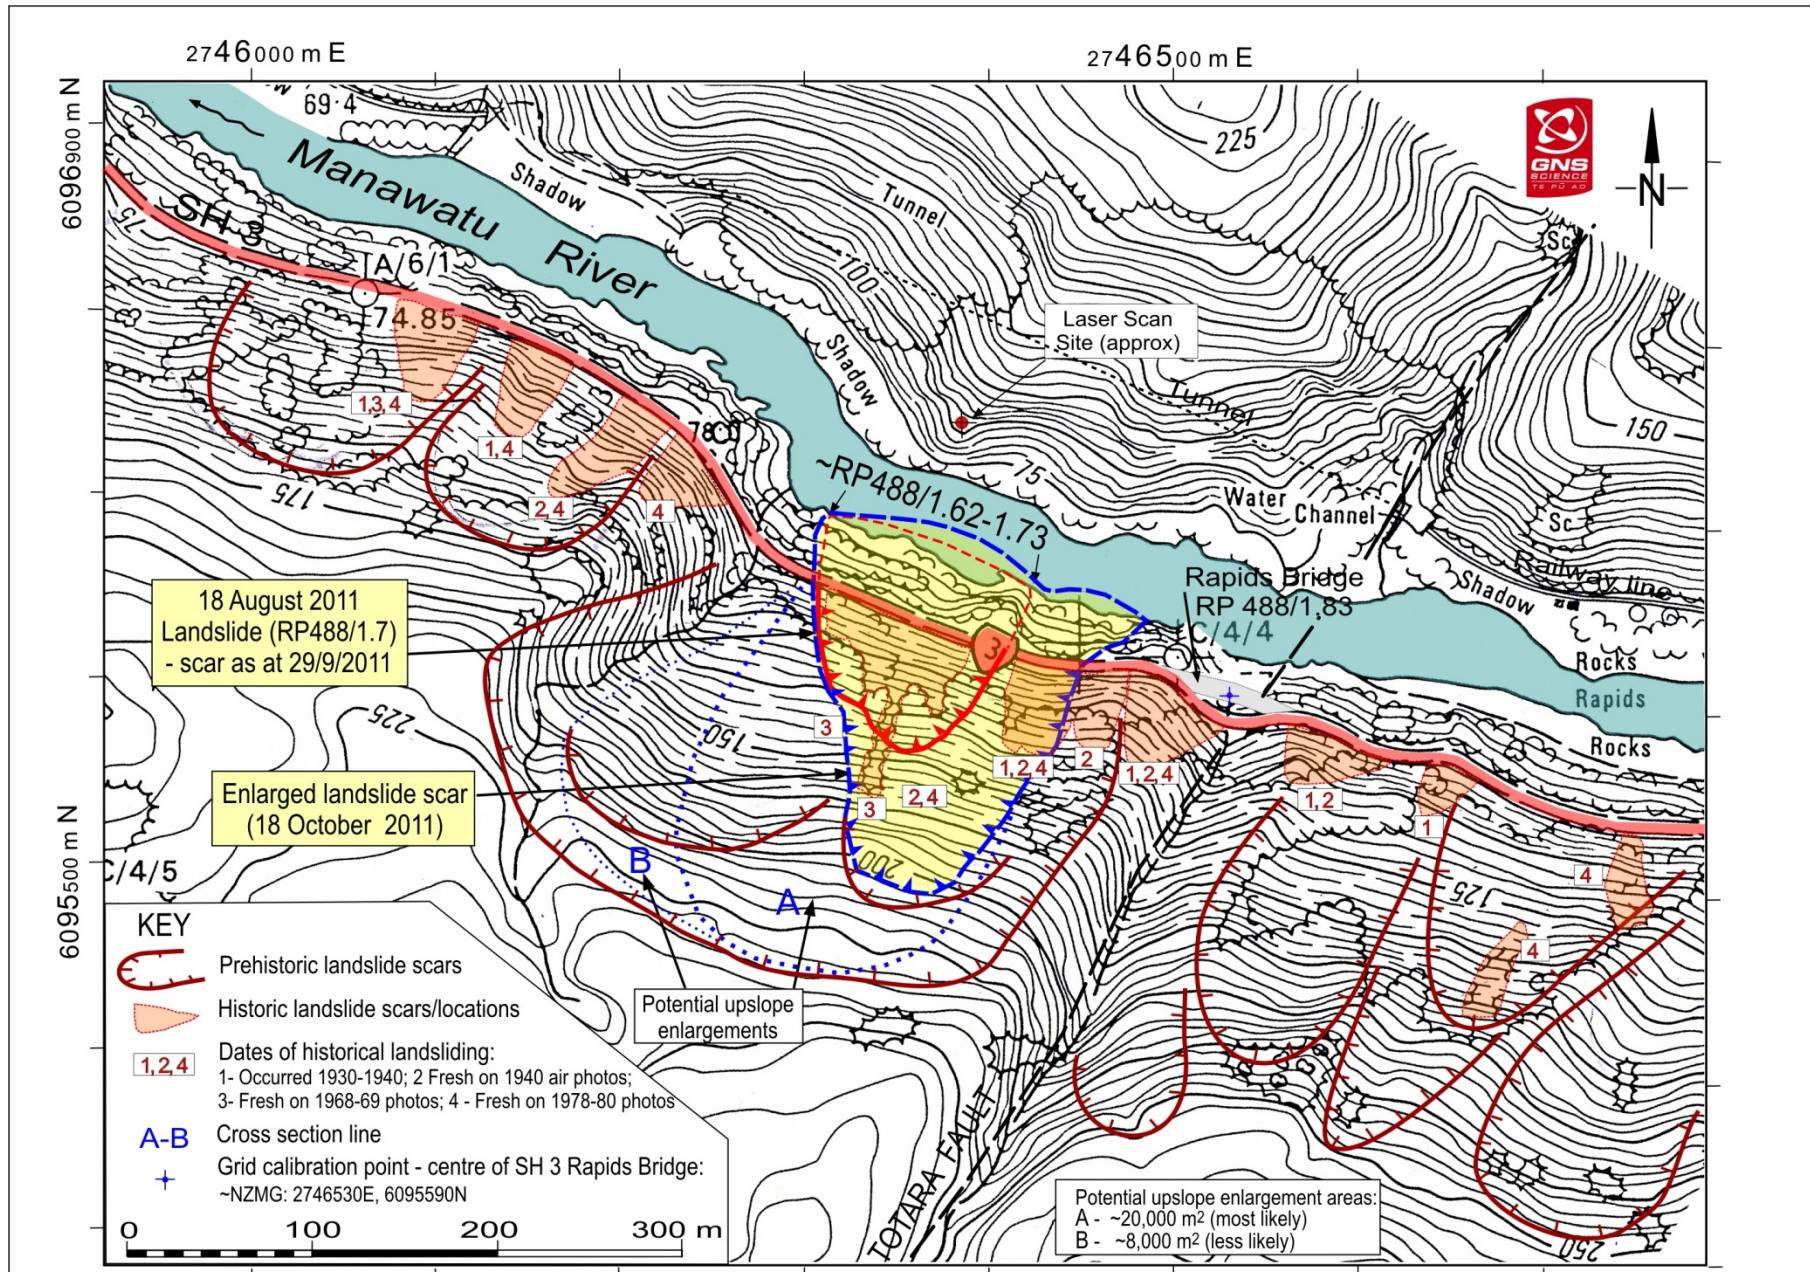 2746000 m E
2746500 m E
6096900 m N
69·4
225
GNS
SCIENCE
TE PŪ AO
N
Manawatu River
Shadow
Tunnel
Sc
SH 3
75
A/6/1
100
74.85
Laser Scan
Site (approx)
Shadow
Tunnel
1,3,4
1,4
78·0
150
175
2,4
4
75
~RP488/1.62-1.73
Water
Channel
Sc
Railway line
Shadow
Rapids Bridge
RP 488/1.83
C/4/4
18 August 2011
Landslide (RP488/1.7)
- scar as at 29/9/2011
3
Rocks
Rapids
Rocks
225
150
3
1,2,4
2
1,2,4
1,2
1
Enlarged landslide scar
(18 October 2011)
3
2,4
200
6095500 m N
C/4/5
B
A
125
4
4
KEY
Prehistoric landslide scars
Historic landslide scars/locations
Potential upslope
enlargements
1,2,4
Dates of historical landsliding:
1- Occurred 1930-1940; 2 Fresh on 1940 air photos;
3- Fresh on 1968-69 photos; 4 - Fresh on 1978-80 photos
A-B
Cross section line
Grid calibration point - centre of SH 3 Rapids Bridge:
~NZMG: 2746530E, 6095590N
0 100 200 300 m
TOTARA FAULT
Potential upslope enlargement areas:
A - ~20,000 m² (most likely)
B - ~8,000 m² (less likely)
250